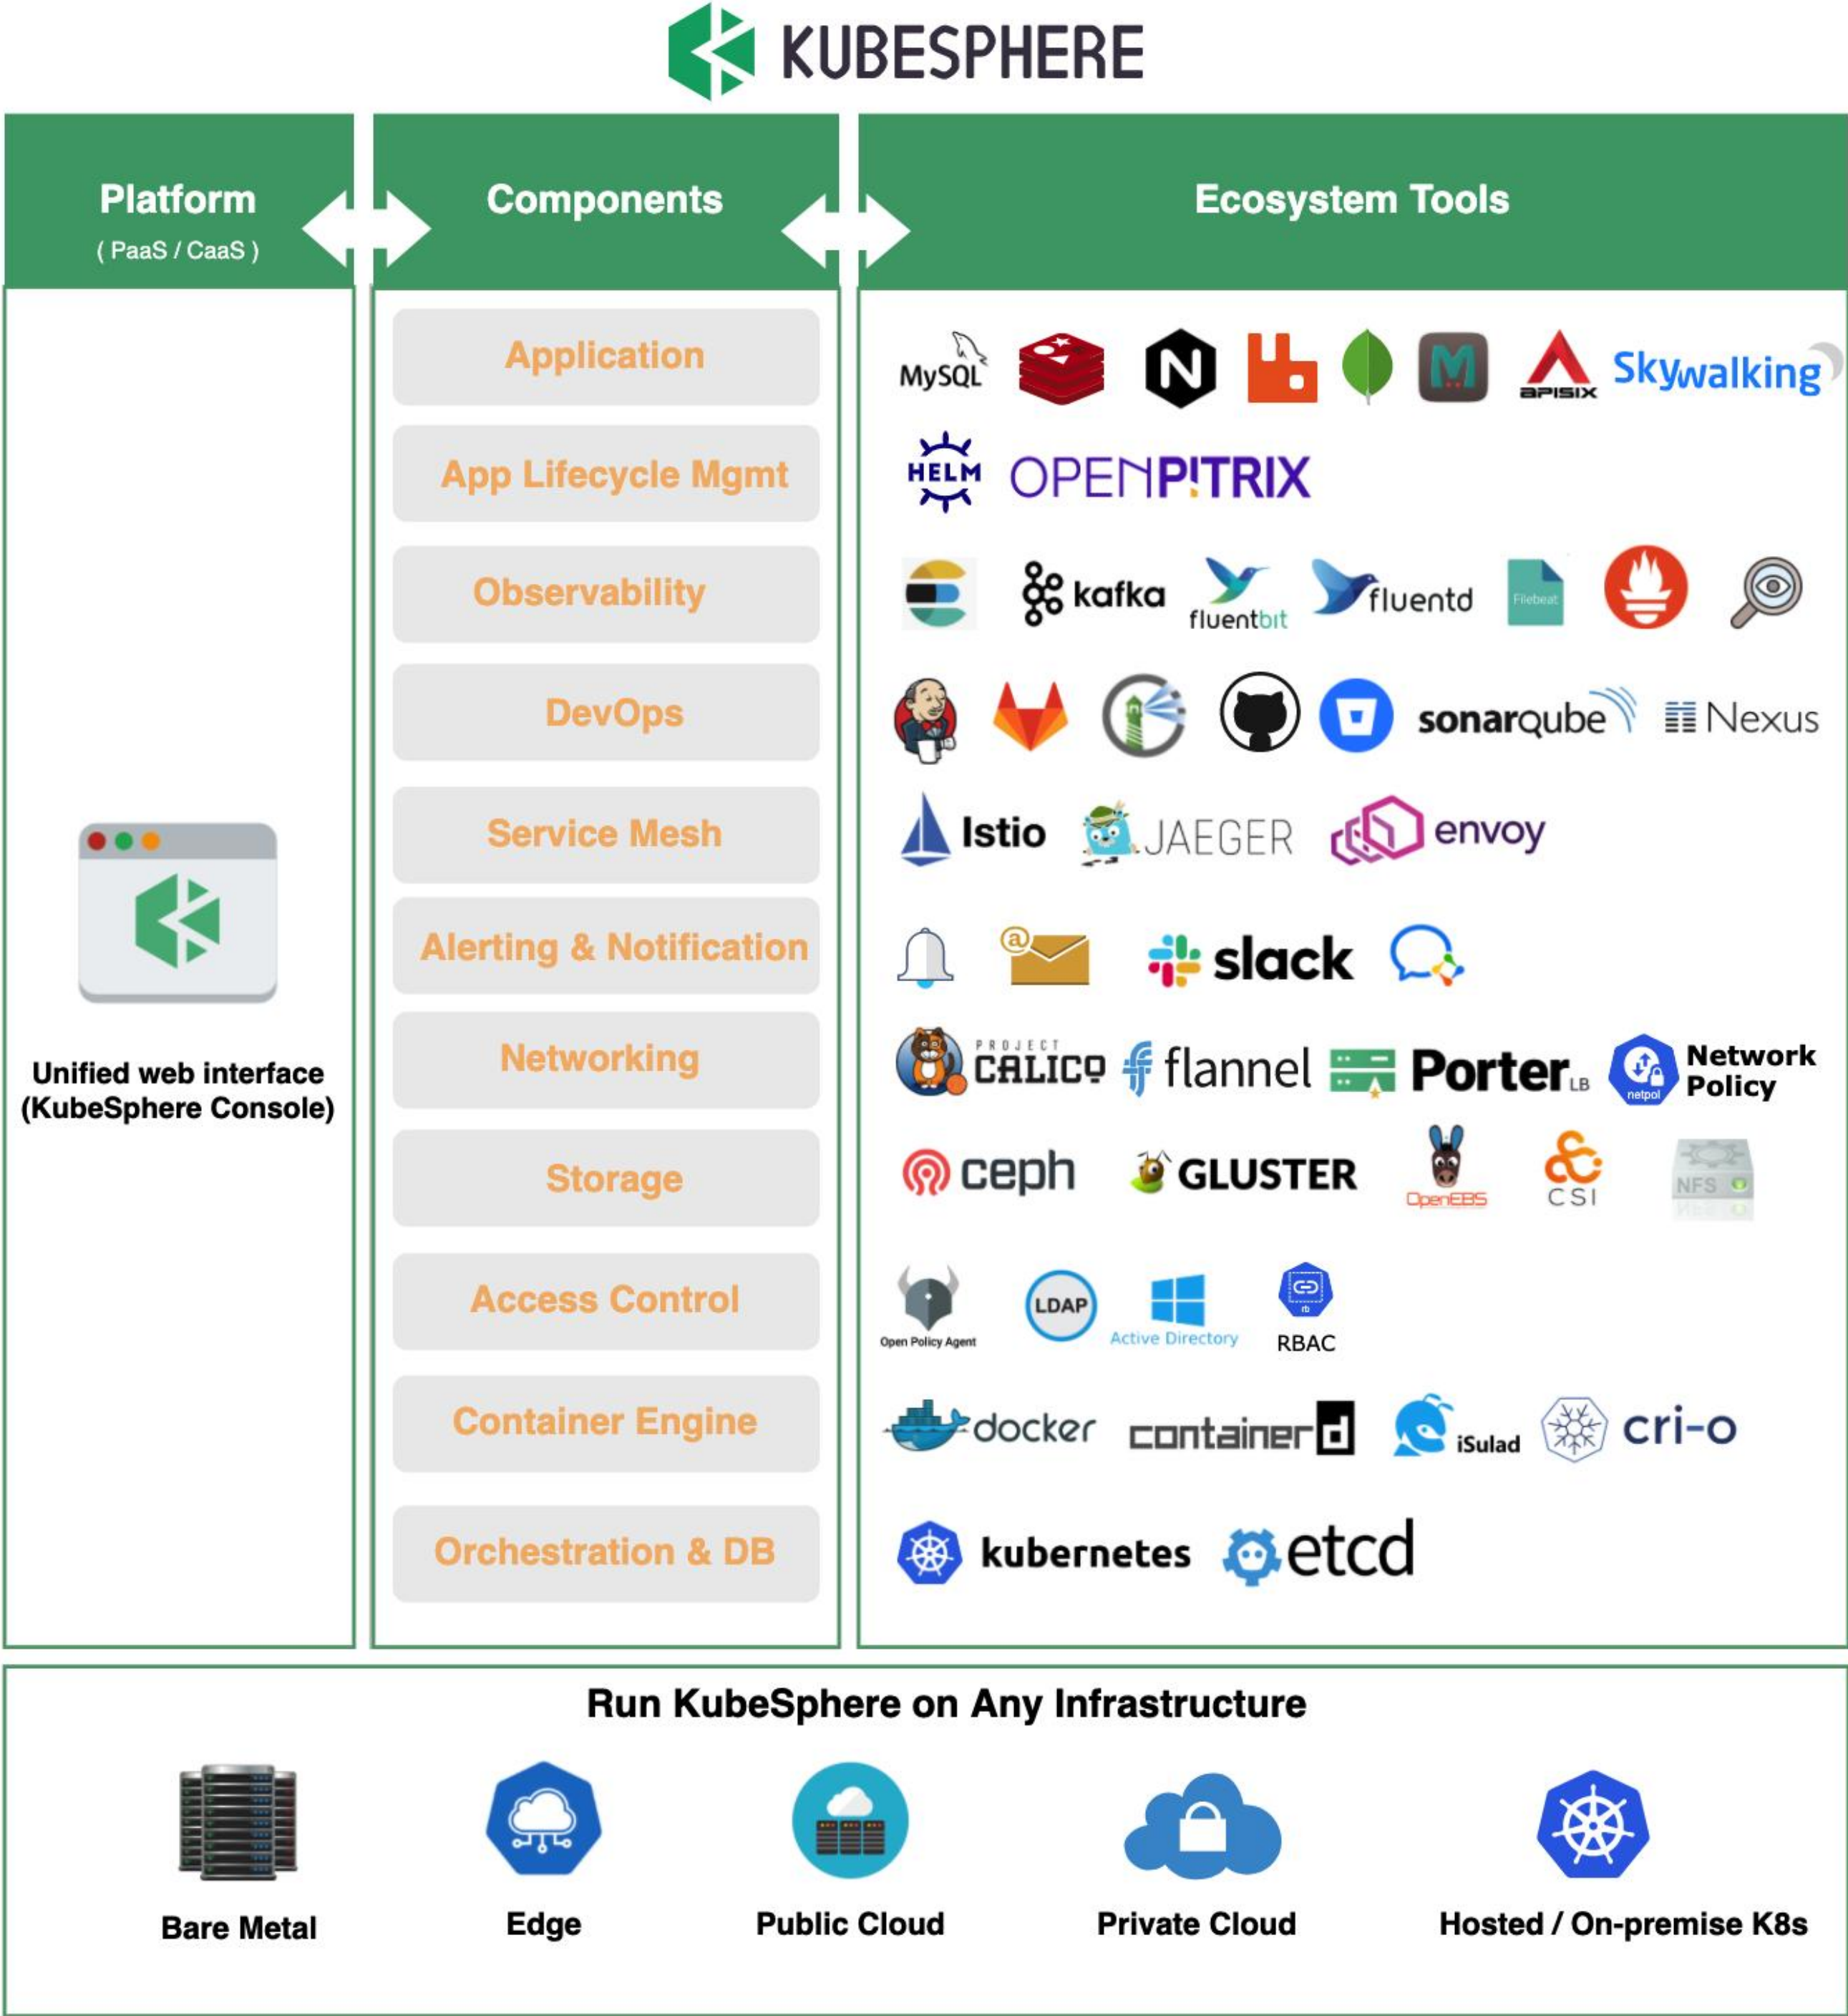 KUBESPHERE
Platform
( PaaS / CaaS )
Components
Ecosystem Tools
Application
MySQL
N
M
APISIX
Skywalking
App Lifecycle Mgmt
HELM
OPENPITRIX
Observability
kafka
fluentbit
fluentd
Filebeat
DevOps
sonarqube
Nexus
Service Mesh
Istio
JAEGER
envoy
Alerting & Notification
@
slack
Unified web interface
(KubeSphere Console)
Networking
PROJECT
CALICO
flannel
Porter LB
netpol
Network
Policy
Storage
ceph
GLUSTER
OpenEBS
CSI
NFS
Access Control
Open Policy Agent
LDAP
Active Directory
rb
RBAC
Container Engine
docker
containerd
iSulad
cri-o
Orchestration & DB
kubernetes
etcd
Run KubeSphere on Any Infrastructure
Bare Metal
Edge
Public Cloud
Private Cloud
Hosted / On-premise K8s